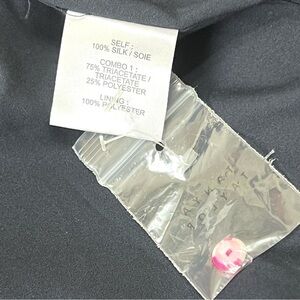 SELF :
100% SILK / SOIE
COMBO 1 :
75% TRIACETATE /
TRIACETATE
25% POLYESTER
LINING :
100% POLYESTER